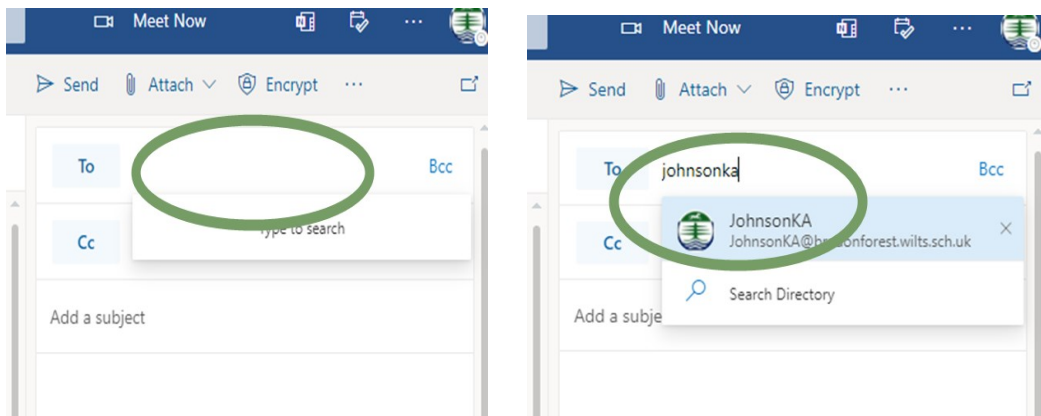 Meet Now
Send Attach Encrypt ...
To Bcc
Type to search
Cc
Add a subject
Meet Now
Send Attach Encrypt ...
To johnsonka Bcc
JohnsonKA
Cc
Search Directory
Add a subje